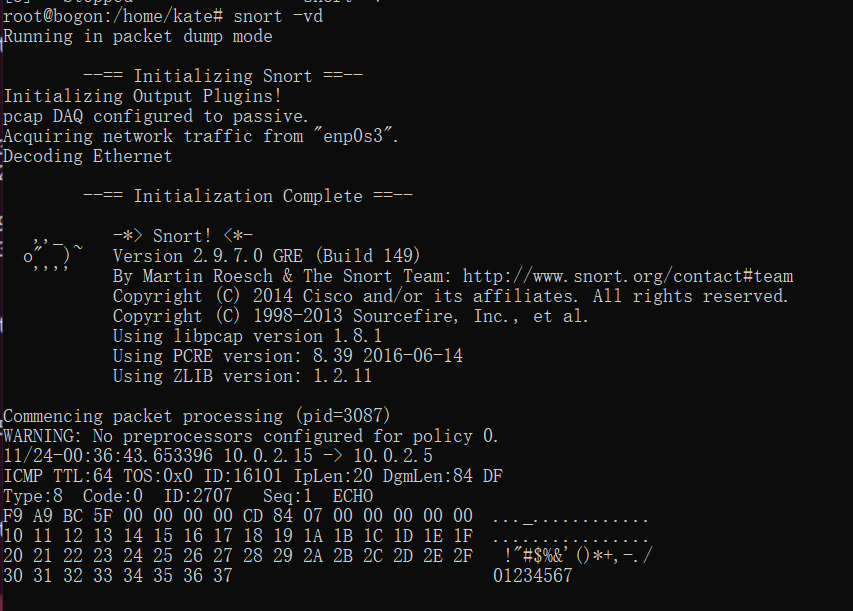 root@bogon:/home/kate# snort -vd
Running in packet dump mode
--== Initializing Snort ==--
Initializing Output Plugins!
pcap DAQ configured to passive.
Acquiring network traffic from "enp0s3".
Decoding Ethernet
--== Initialization Complete ==--
,,_     -*> Snort! <*-
o"  )~   Version 2.9.7.0 GRE (Build 149)
''''    By Martin Roesch & The Snort Team: http://www.snort.org/contact#team
Copyright (C) 2014 Cisco and/or its affiliates. All rights reserved.
Copyright (C) 1998-2013 Sourcefire, Inc., et al.
Using libpcap version 1.8.1
Using PCRE version: 8.39 2016-06-14
Using ZLIB version: 1.2.11
Commencing packet processing (pid=3087)
WARNING: No preprocessors configured for policy 0.
11/24-00:36:43.653396 10.0.2.15 -> 10.0.2.5
ICMP TTL:64 TOS:0x0 ID:16101 IpLen:20 DgmLen:84 DF
Type:8  Code:0  ID:2707   Seq:1  ECHO
F9 A9 BC 5F 00 00 00 00 CD 84 07 00 00 00 00 00  ..._............
10 11 12 13 14 15 16 17 18 19 1A 1B 1C 1D 1E 1F  ................
20 21 22 23 24 25 26 27 28 29 2A 2B 2C 2D 2E 2F   !"#$%&'()*+,-./
30 31 32 33 34 35 36 37                          01234567